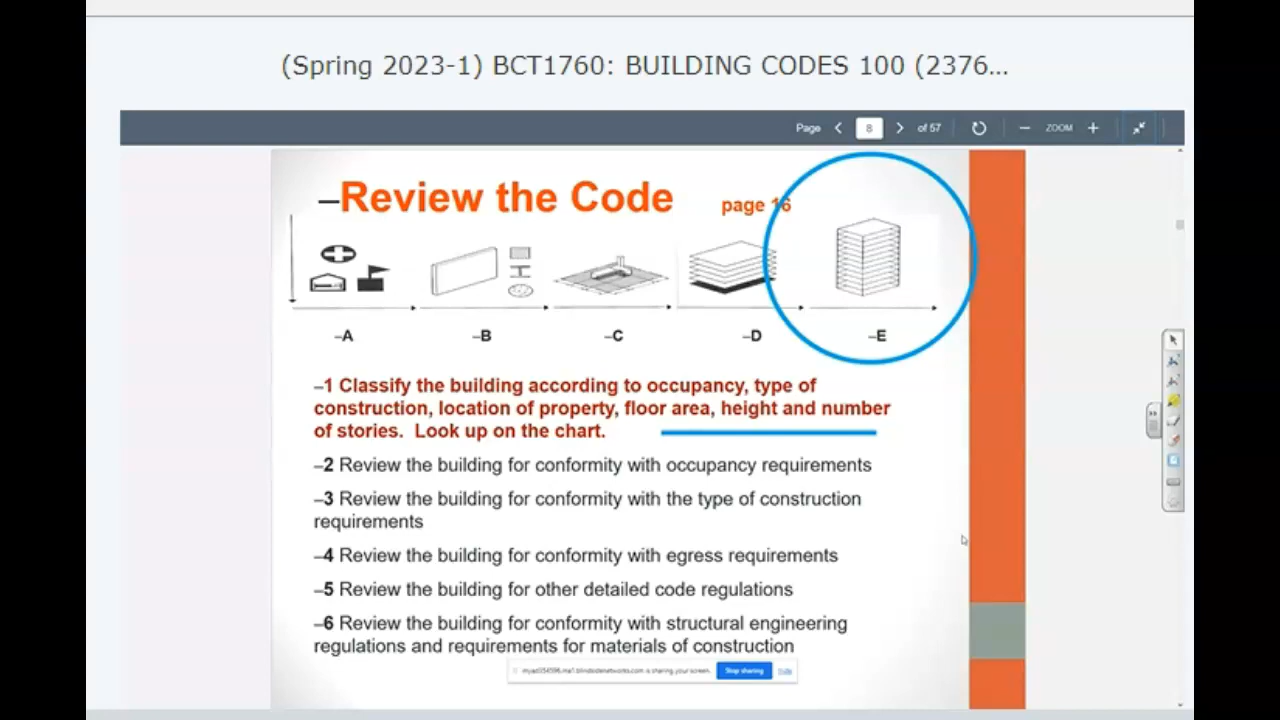 (Spring 2023-1) BCT1760: BUILDING CODES 100 (2376...
Page 8 of 57 ZOOM
–Review the Code page 16
–A –B –C –D –E
–1 Classify the building according to occupancy, type of
construction, location of property, floor area, height and number
of stories. Look up on the chart.
–2 Review the building for conformity with occupancy requirements
–3 Review the building for conformity with the type of construction
requirements
–4 Review the building for conformity with egress requirements
–5 Review the building for other detailed code regulations
–6 Review the building for conformity with structural engineering
regulations and requirements for materials of construction
is sharing your screen. Stop sharing Hide